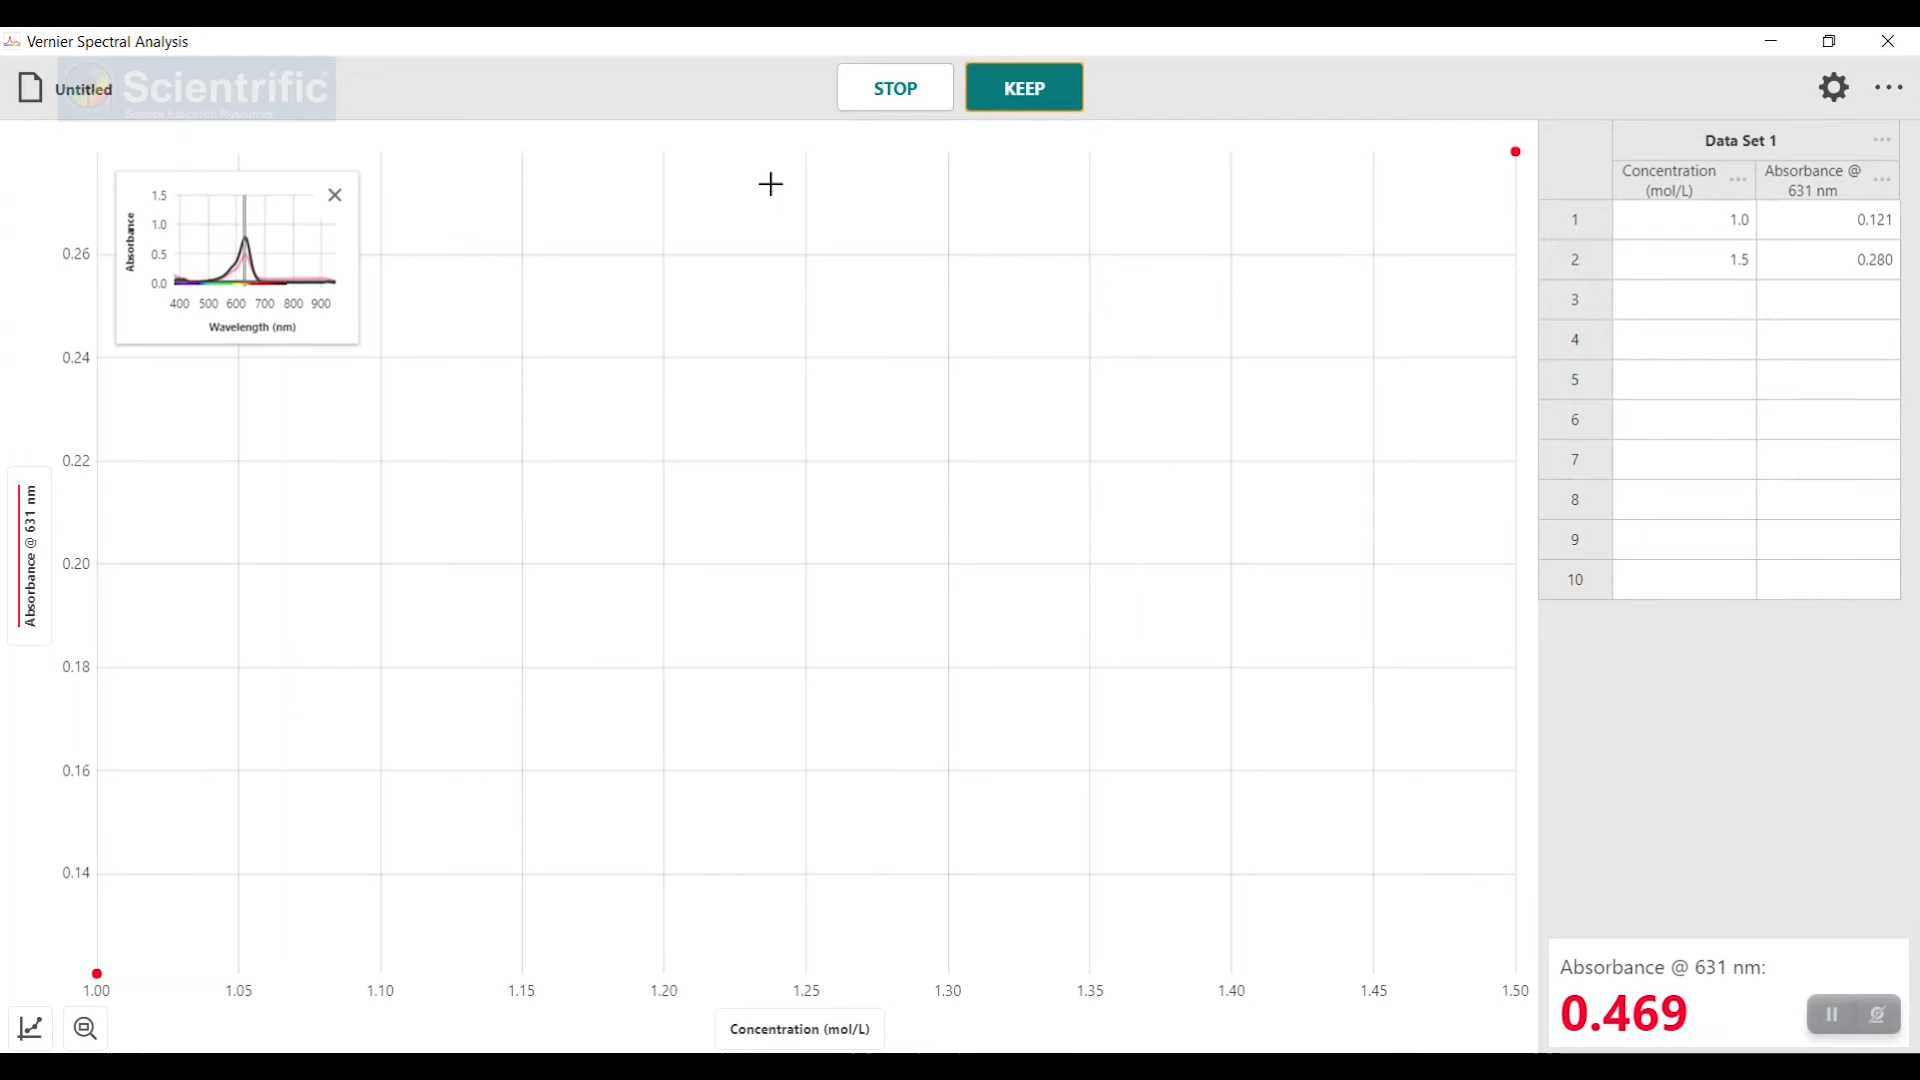 Vernier Spectral Analysis
Untitled
Scientrific
Science Education Resources
STOP
KEEP
1.5
1.0
0.5
0.0
Absorbance
400 500 600 700 800 900
Wavelength (nm)
0.26
0.24
0.22
0.20
0.18
0.16
0.14
Absorbance @ 631 nm
1.00 1.05 1.10 1.15 1.20 1.25 1.30 1.35 1.40 1.45 1.50
Concentration (mol/L)
Data Set 1
Concentration (mol/L)
Absorbance @ 631 nm
1 1.0 0.121
2 1.5 0.280
3
4
5
6
7
8
9
10
Absorbance @ 631 nm:
0.469